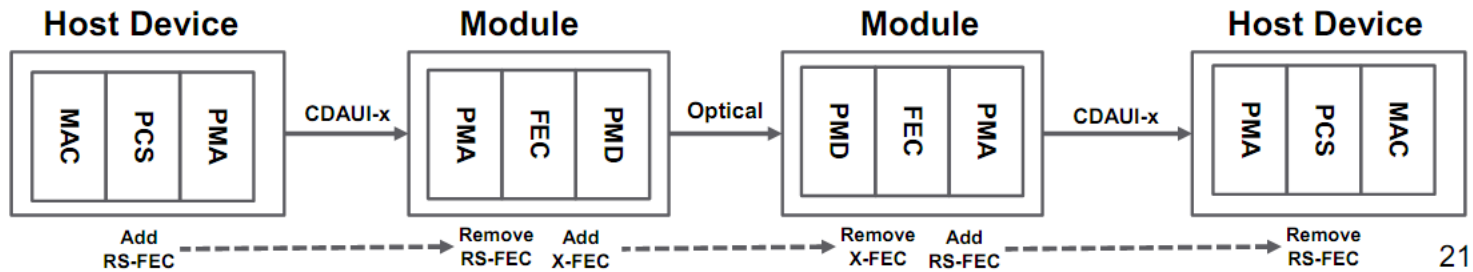 Host Device
Module
Module
Host Device
MAC
PCS
PMA
CDAUI-x
PMA
FEC
PMD
Optical
PMD
FEC
PMA
CDAUI-x
PMA
PCS
MAC
Add
RS-FEC
Remove
RS-FEC
Add
X-FEC
Remove
X-FEC
Add
RS-FEC
Remove
RS-FEC
21